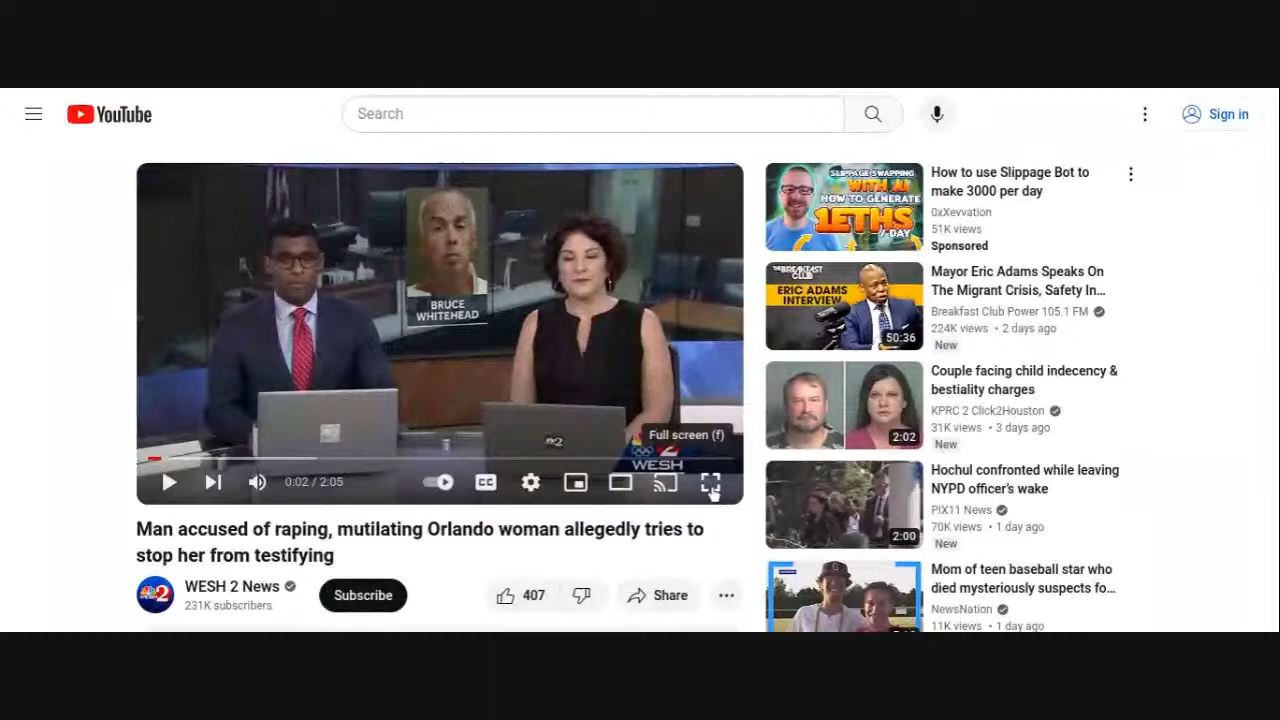 YouTube
Search
Sign in
BRUCE
WHITEHEAD
2
WESH
Full screen (f)
0:02 / 2:05
CC
Man accused of raping, mutilating Orlando woman allegedly tries to
stop her from testifying
WESH 2 News
231K subscribers
Subscribe
407
Share
SLIPPAGE SWAPPING
WITH AI
HOW TO GENERATE
1ETHS
/DAY
How to use Slippage Bot to
make 3000 per day
0xXevvation
51K views
Sponsored
THE BREAKFAST
CLUB
ERIC ADAMS
INTERVIEW
50:36
Mayor Eric Adams Speaks On
The Migrant Crisis, Safety In…
Breakfast Club Power 105.1 FM
224K views • 2 days ago
New
2:02
Couple facing child indecency &
bestiality charges
KPRC 2 Click2Houston
31K views • 3 days ago
New
2:00
Hochul confronted while leaving
NYPD officer's wake
PIX11 News
70K views • 1 day ago
New
Mom of teen baseball star who
died mysteriously suspects fo…
NewsNation
11K views • 1 day ago